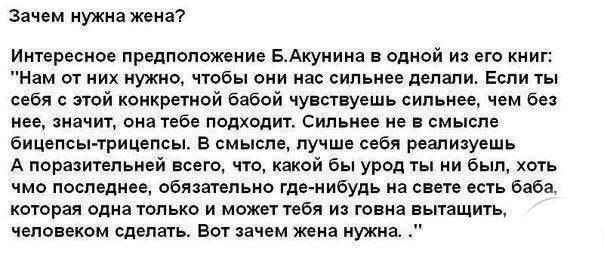 Зачем нужна жена?
Интересное предположение Б.Акунина в одной из его книг:
"Нам от них нужно, чтобы они нас сильнее делали. Если ты
себя с этой конкретной бабой чувствуешь сильнее, чем без
нее, значит, она тебе подходит. Сильнее не в смысле
бицепсы-трицепсы. В смысле, лучше себя реализуешь
А поразительней всего, что, какой бы урод ты ни был, хоть
чмо последнее, обязательно где-нибудь на свете есть баба,
которая одна только и может тебя из говна вытащить,
человеком сделать. Вот зачем жена нужна. ."